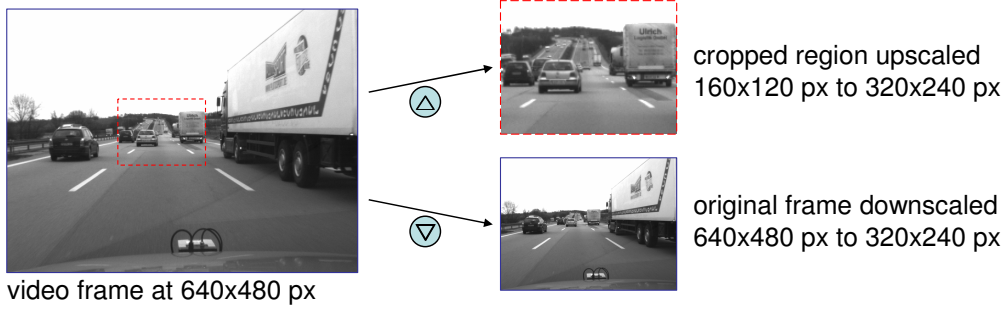 cropped region upscaled
160x120 px to 320x240 px
Ulrich
original frame downscaled
640x480 px to 320x240 px
video frame at 640x480 px